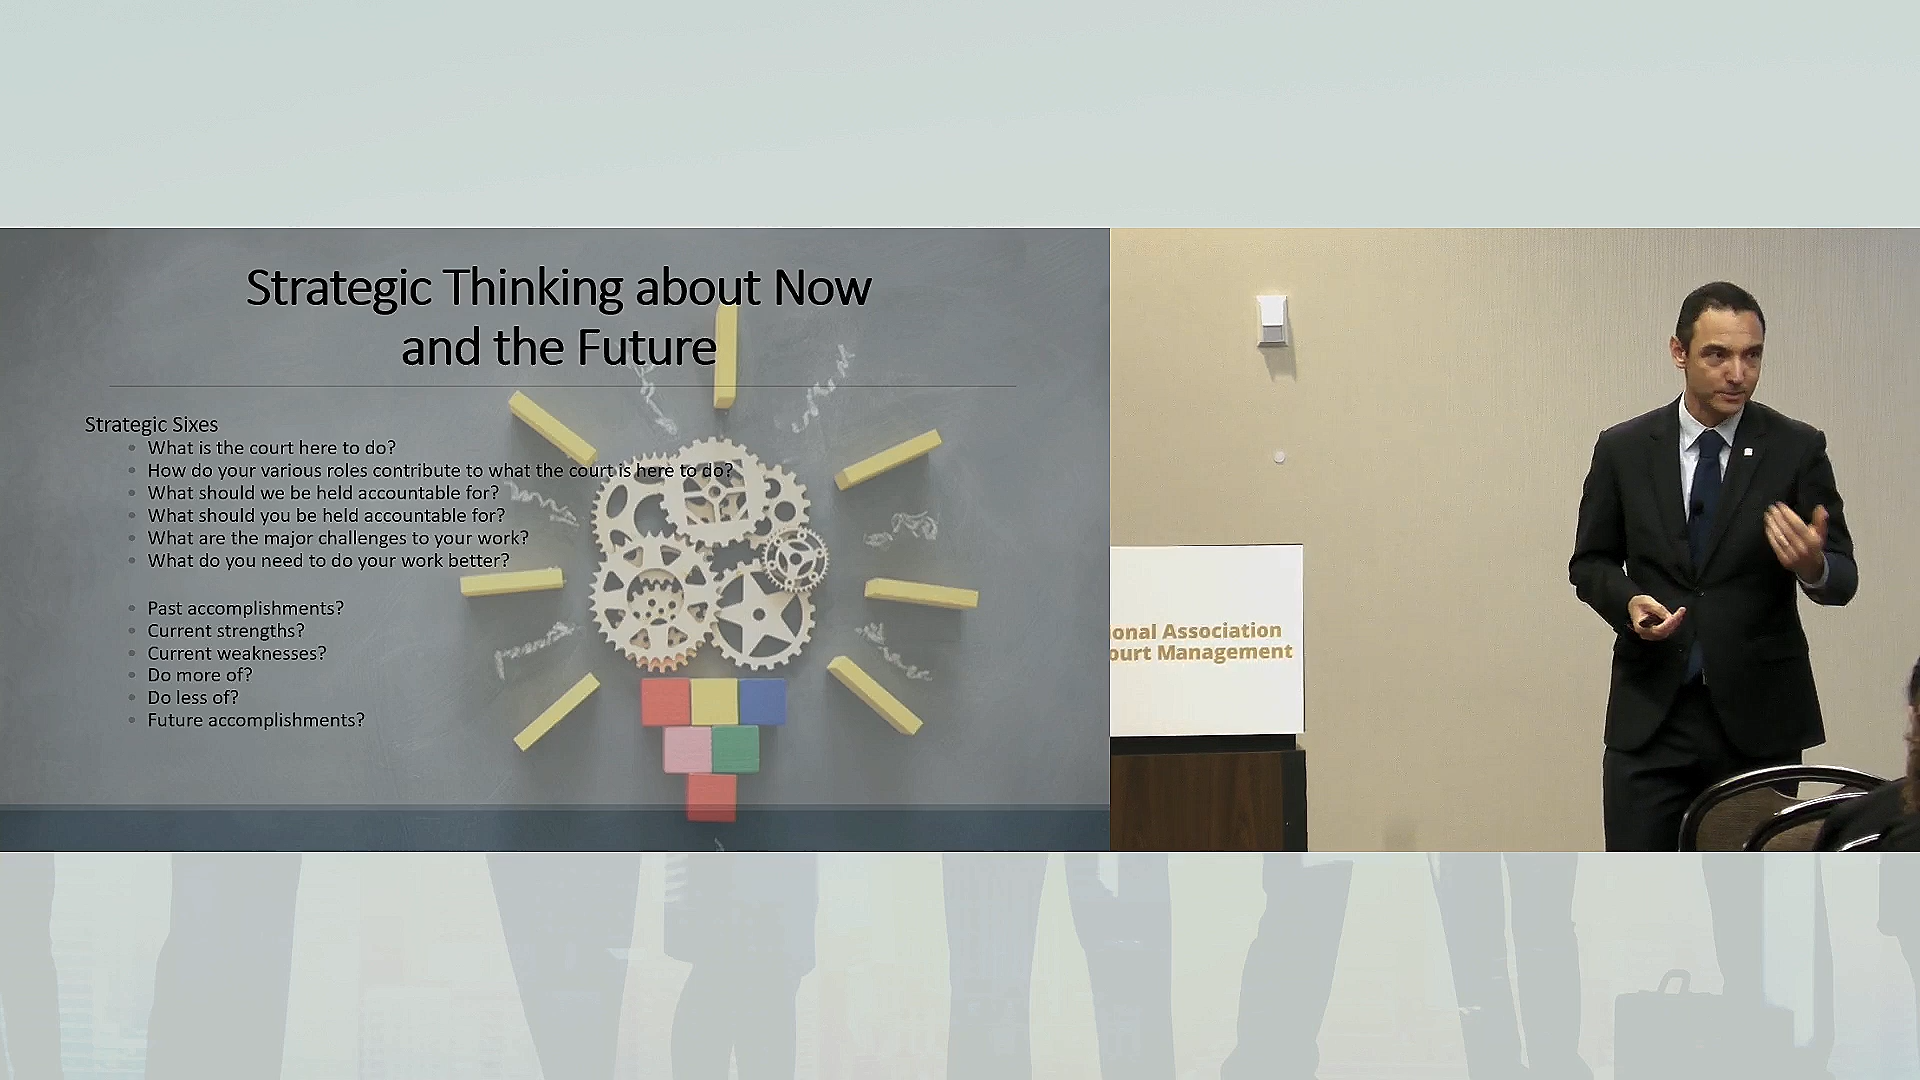 Strategic Thinking about Now
and the Future
Strategic Sixes
What is the court here to do?
How do your various roles contribute to what the court is here to do?
What should we be held accountable for?
What should you be held accountable for?
What are the major challenges to your work?
What do you need to do your work better?
Past accomplishments?
Current strengths?
Current weaknesses?
Do more of?
Do less of?
Future accomplishments?
ional Association
ourt Management